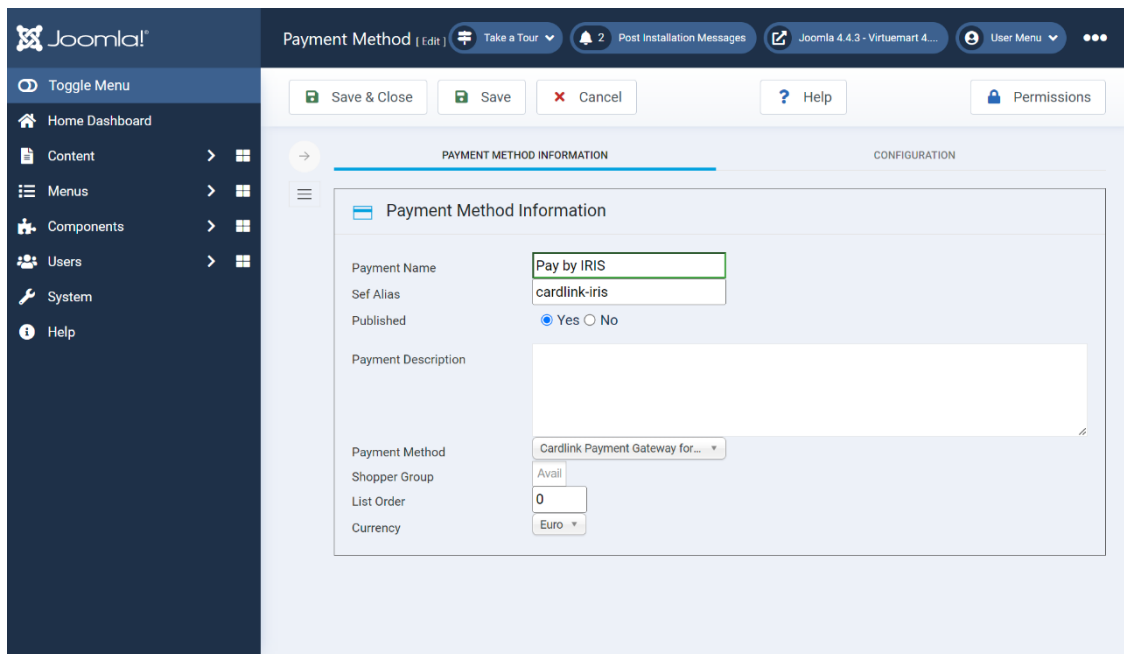 Joomla!
Payment Method [ Edit ]
Take a Tour
2 Post Installation Messages
Joomla 4.4.3 - Virtuemart 4....
User Menu
Toggle Menu
Home Dashboard
Content
Menus
Components
Users
System
Help
Save & Close
Save
Cancel
Help
Permissions
PAYMENT METHOD INFORMATION
CONFIGURATION
Payment Method Information
Payment Name Pay by IRIS
Sef Alias cardlink-iris
Published Yes No
Payment Description
Payment Method Cardlink Payment Gateway for...
Shopper Group Avail
List Order 0
Currency Euro